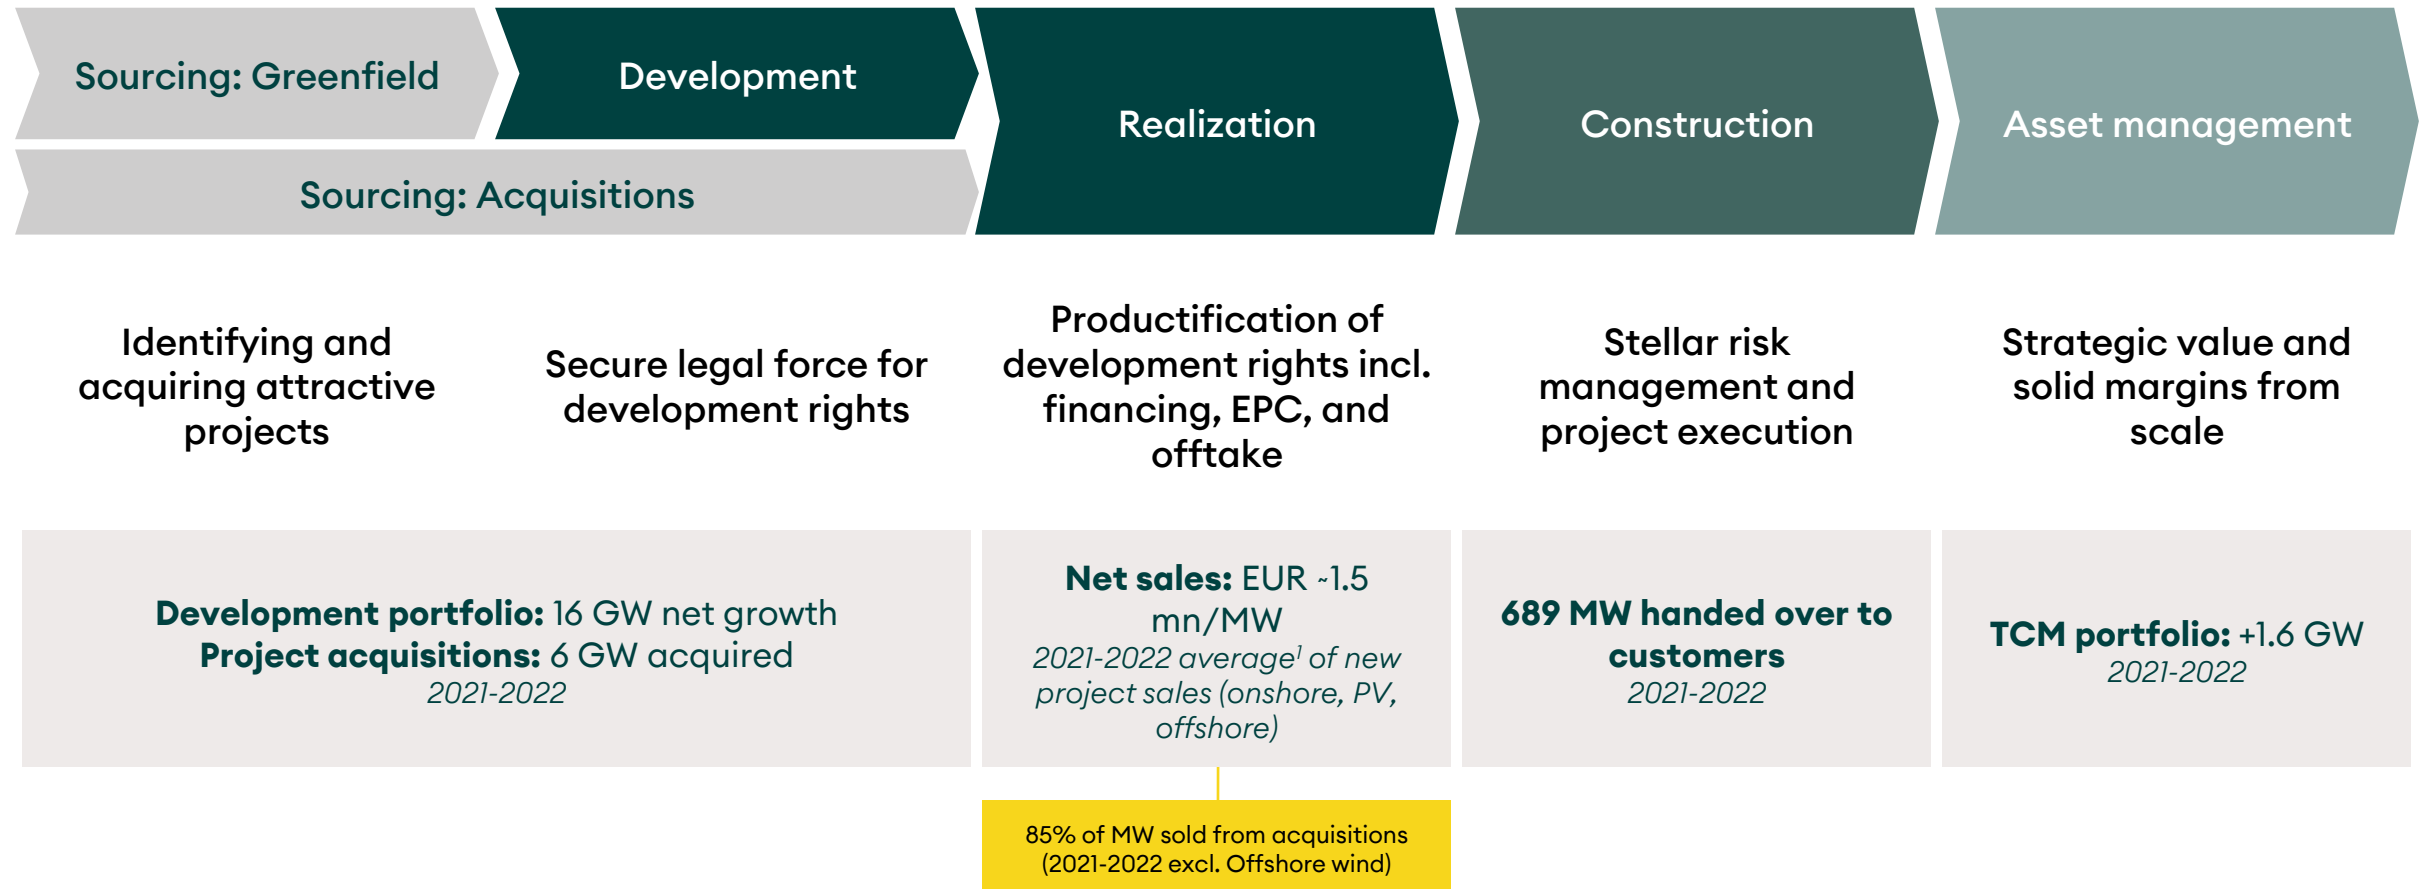 Sourcing: Greenfield
Development
Sourcing: Acquisitions
Realization
Construction
Asset management
Identifying and
acquiring attractive
projects
Secure legal force for
development rights
Productification of
development rights incl.
financing, EPC, and
offtake
Stellar risk
management and
project execution
Strategic value and
solid margins from
scale
Development portfolio: 16 GW net growth
Project acquisitions: 6 GW acquired
2021-2022
Net sales: EUR ~1.5
mn/MW
2021-2022 average¹ of new
project sales (onshore, PV,
offshore)
689 MW handed over to
customers
2021-2022
TCM portfolio: +1.6 GW
2021-2022
85% of MW sold from acquisitions
(2021-2022 excl. Offshore wind)